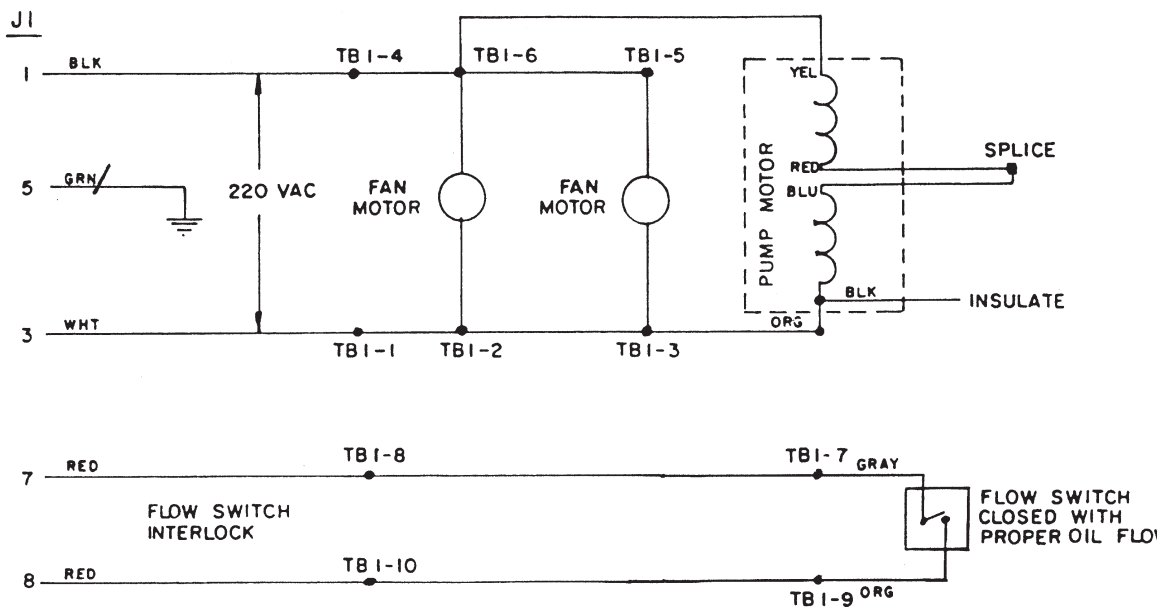 J1
1 BLK TB1-4 TB1-6 TB1-5
YEL
5 GRN 220 VAC
FAN
MOTOR
FAN
MOTOR
PUMP MOTOR
RED
BLU
SPLICE
BLK INSULATE
ORG
3 WHT TB1-1 TB1-2 TB1-3
7 RED TB1-8 TB1-7 GRAY
FLOW SWITCH
INTERLOCK
FLOW SWITCH
CLOSED WITH
PROPER OIL FLOW
8 RED TB1-10 TB1-9 ORG